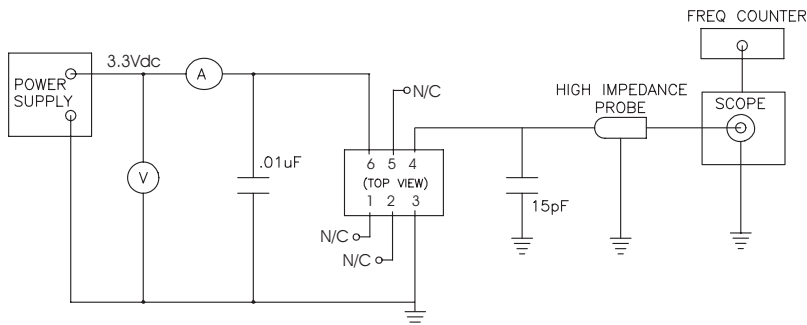 FREQ COUNTER
3.3Vdc
A
POWER
SUPPLY
N/C
HIGH IMPEDANCE
PROBE
SCOPE
V
.01uF
6 5 4
(TOP VIEW)
1 2 3
15pF
N/C
N/C